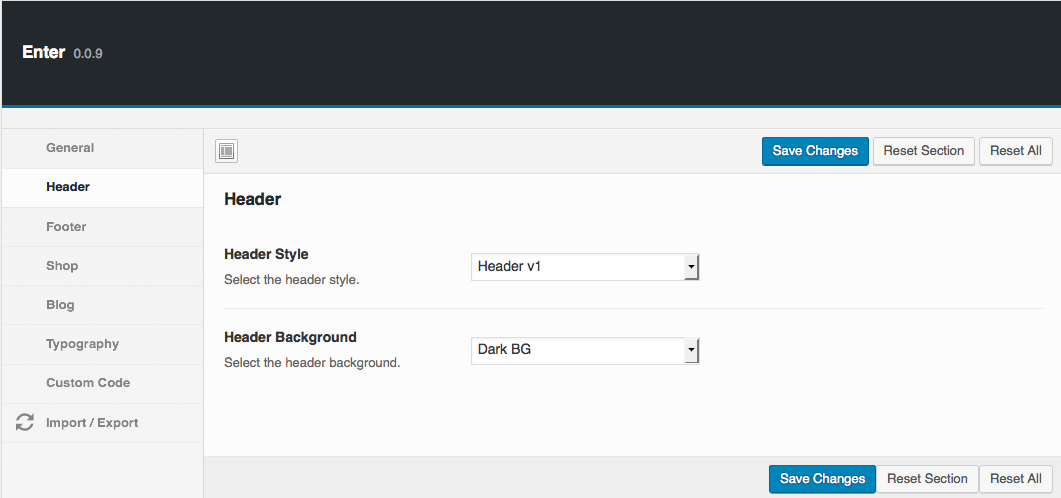 Enter 0.0.9
General
Header
Footer
Shop
Blog
Typography
Custom Code
Import / Export
Save Changes Reset Section Reset All
Header
Header Style
Select the header style.
Header v1
Header Background
Select the header background.
Dark BG
Save Changes Reset Section Reset All